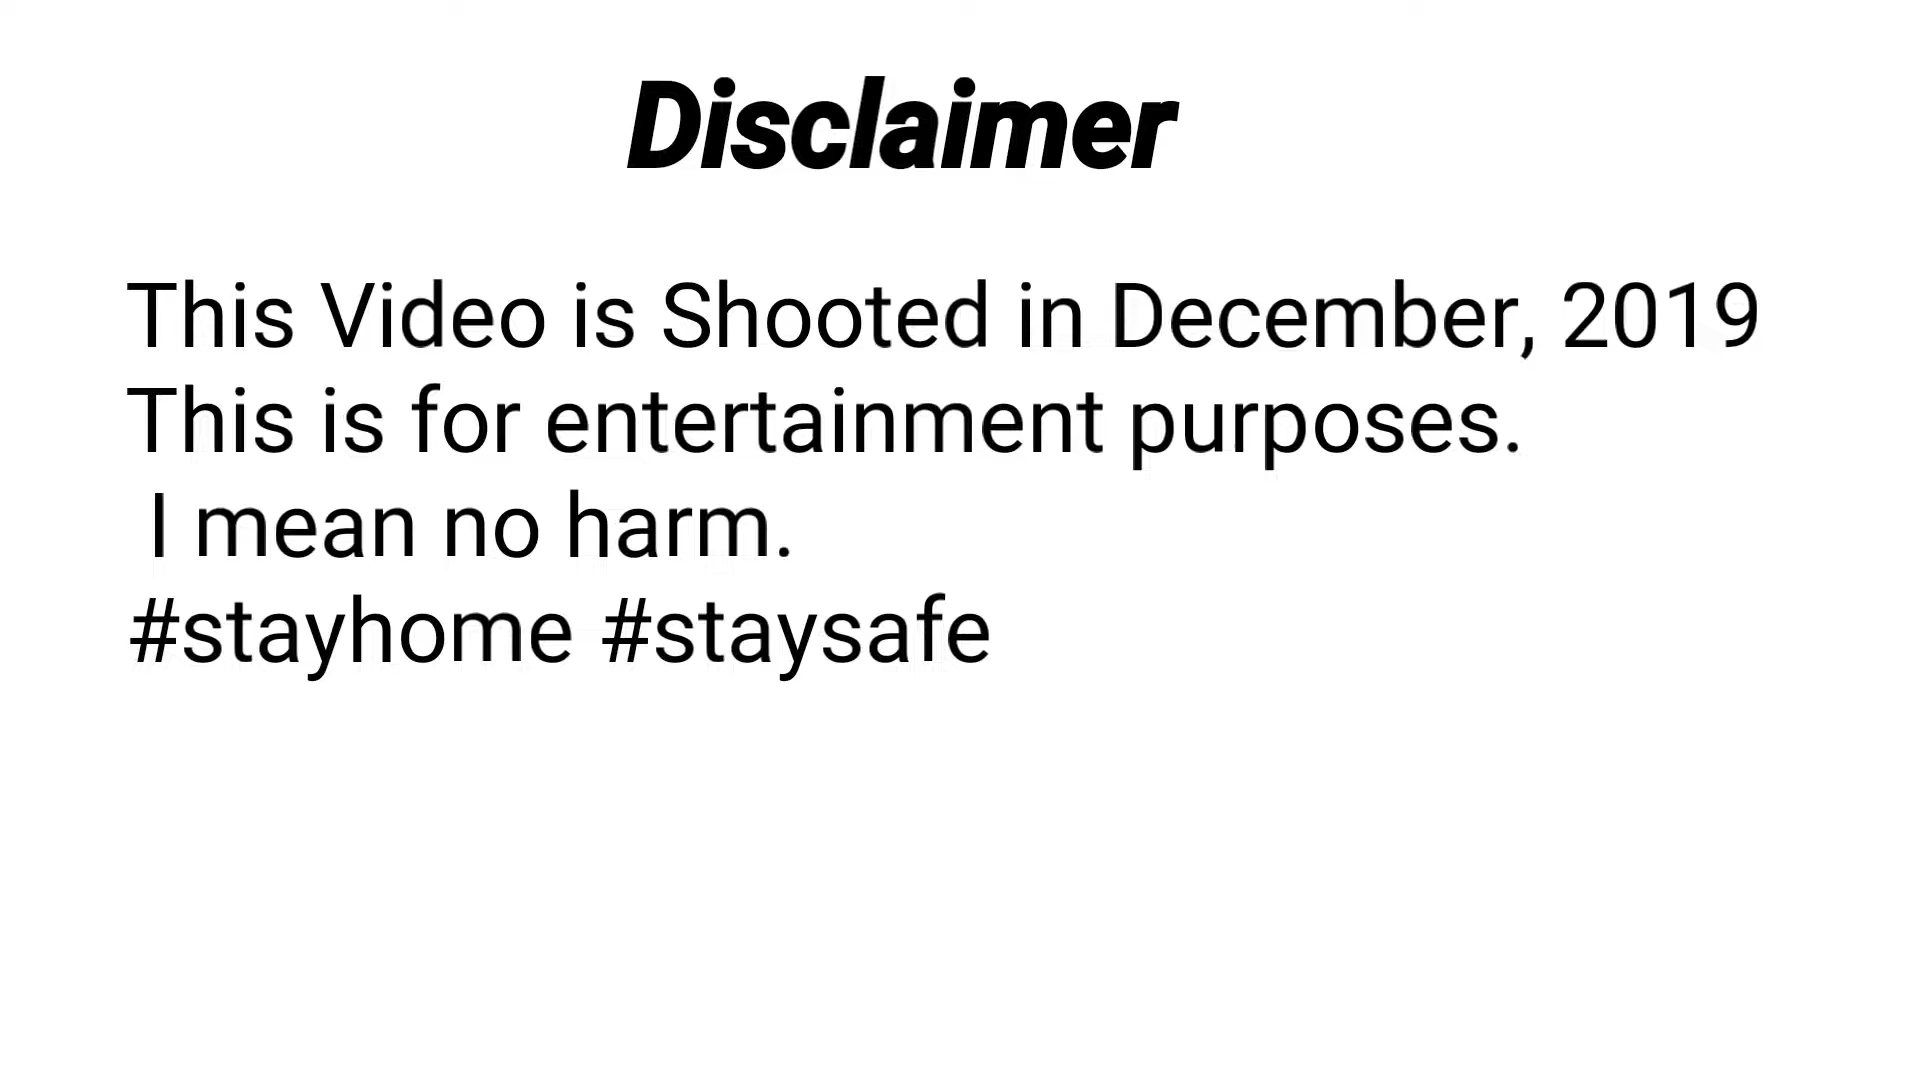 Disclaimer
This Video is Shooted in December, 2019
This is for entertainment purposes.
I mean no harm.
#stayhome #staysafe